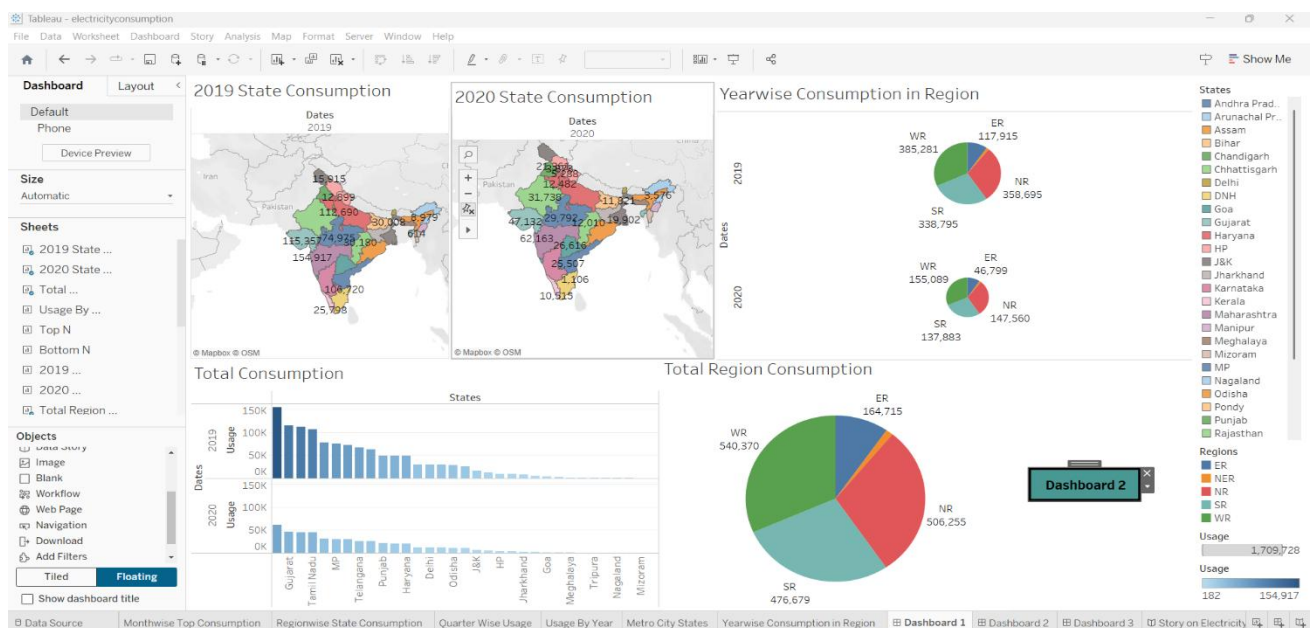 Tableau - electricityconsumption
File Data Worksheet Dashboard Story Analysis Map Format Server Window Help
Show Me
Dashboard Layout
Default
Phone
Device Preview
Size
Automatic
Sheets
2019 State ...
2020 State ...
Total ...
Usage By ...
Top N
Bottom N
2019 ...
2020 ...
Total Region ...
Objects
Data Story
Image
Blank
Workflow
Web Page
Navigation
Download
Add Filters
Tiled Floating
Show dashboard title
2019 State Consumption
Dates
2019
Iran
Pakistan
15,915
12,899
112,690
30,008
8,979
614
115,357
74,975
30,180
154,917
106,720
25,798
© Mapbox © OSM
2020 State Consumption
Dates
2020
Pakistan
12,482
31,738
11,821
3,576
47,132
29,792
12,010
19,902
62,163
26,616
25,507
1,106
10,315
© Mapbox © OSM
Yearwise Consumption in Region
Dates
2019
WR
385,281
ER
117,915
NR
358,695
SR
338,795
2020
WR
155,089
ER
46,799
NR
147,560
SR
137,883
Total Consumption
States
Dates
2019
Usage
150K
100K
50K
0K
2020
Usage
150K
100K
50K
0K
Gujarat
Tamil Nadu
MP
Telangana
Punjab
Haryana
Delhi
Odisha
J&K
HP
Jharkhand
Goa
Meghalaya
Tripura
Nagaland
Mizoram
Total Region Consumption
ER
164,715
WR
540,370
NR
506,255
SR
476,679
Dashboard 2
States
Andhra Prad..
Arunachal Pr..
Assam
Bihar
Chandigarh
Chhattisgarh
Delhi
DNH
Goa
Gujarat
Haryana
HP
J&K
Jharkhand
Karnataka
Kerala
Maharashtra
Manipur
Meghalaya
Mizoram
MP
Nagaland
Odisha
Pondy
Punjab
Rajasthan
Regions
ER
NER
NR
SR
WR
Usage
1,709,728
Usage
182 154,917
Data Source Monthwise Top Consumption Regionwise State Consumption Quarter Wise Usage Usage By Year Metro City States Yearwise Consumption in Region Dashboard 1 Dashboard 2 Dashboard 3 Story on Electricity